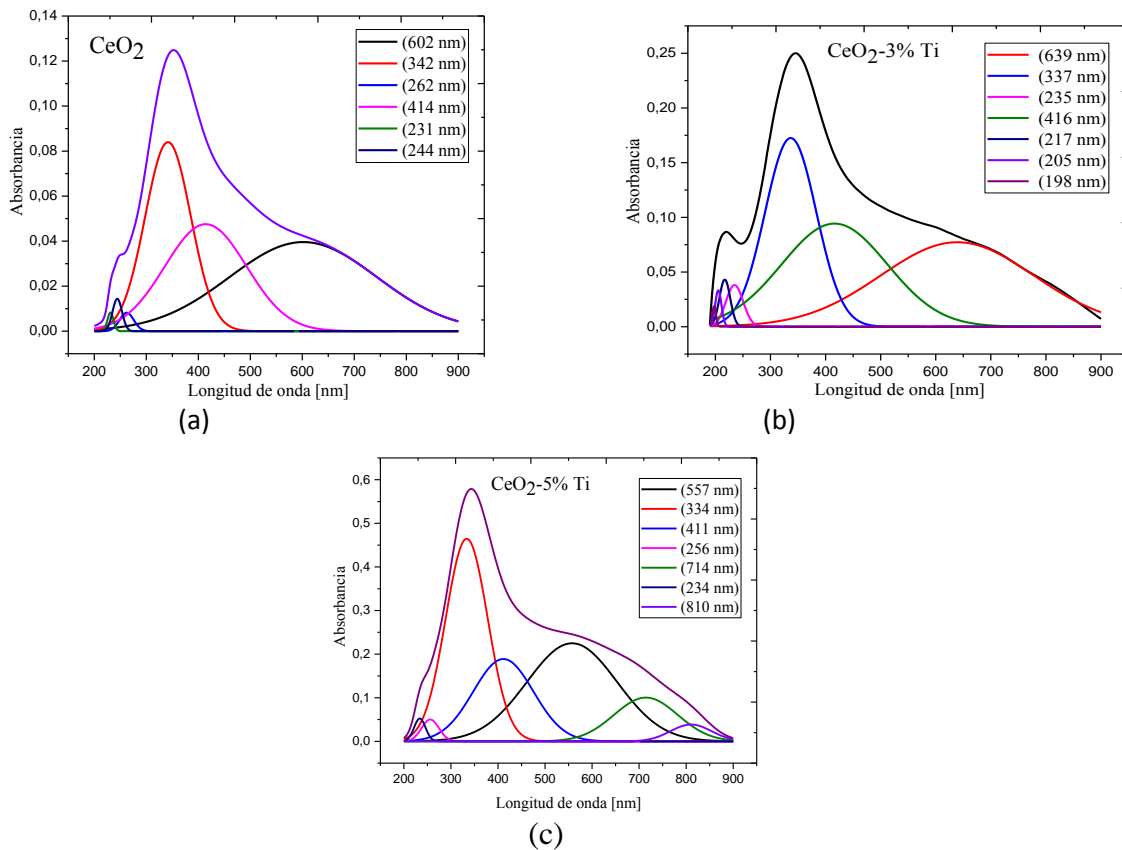 CeO2
(602 nm)
(342 nm)
(262 nm)
(414 nm)
(231 nm)
(244 nm)
Absorbancia
0,14
0,12
0,10
0,08
0,06
0,04
0,02
0,00
200 300 400 500 600 700 800 900
Longitud de onda [nm]
(a)
CeO2-3% Ti
(639 nm)
(337 nm)
(235 nm)
(416 nm)
(217 nm)
(205 nm)
(198 nm)
Absorbancia
0,25
0,20
0,15
0,10
0,05
0,00
200 300 400 500 600 700 800 900
Longitud de onda [nm]
(b)
CeO2-5% Ti
(557 nm)
(334 nm)
(411 nm)
(256 nm)
(714 nm)
(234 nm)
(810 nm)
Absorbancia
0,6
0,5
0,4
0,3
0,2
0,1
0,0
200 300 400 500 600 700 800 900
Longitud de onda [nm]
(c)